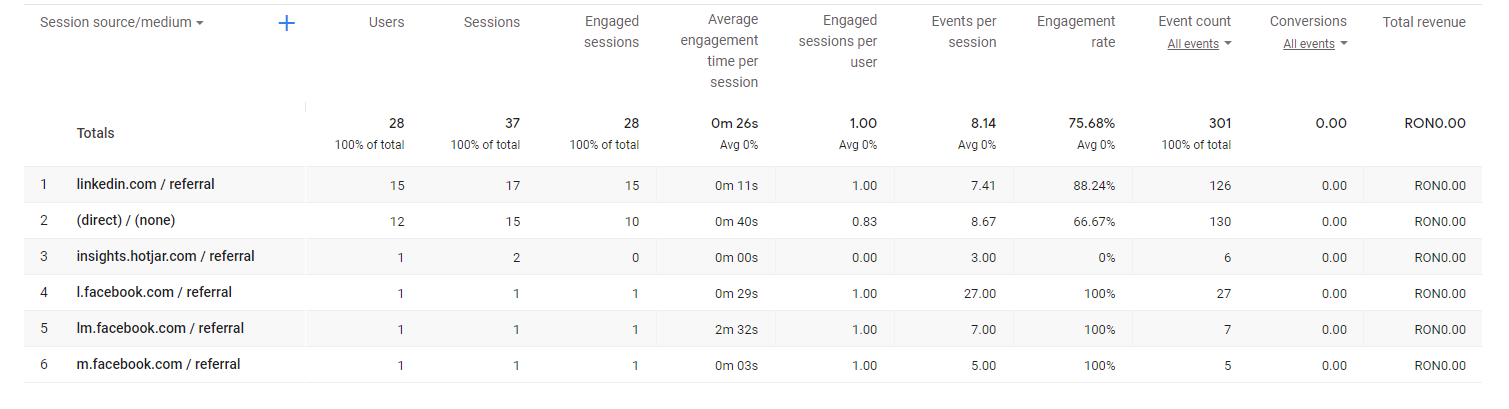 Session source/medium Users Sessions Engaged sessions Average engagement time per session Engaged sessions per user Events per session Engagement rate Event count All events Conversions All events Total revenue
Totals 28 37 28 0m 26s 1.00 8.14 75.68% 301 0.00 RON0.00
100% of total 100% of total 100% of total Avg 0% Avg 0% Avg 0% Avg 0% 100% of total
1 linkedin.com / referral 15 17 15 0m 11s 1.00 7.41 88.24% 126 0.00 RON0.00
2 (direct) / (none) 12 15 10 0m 40s 0.83 8.67 66.67% 130 0.00 RON0.00
3 insights.hotjar.com / referral 1 2 0 0m 00s 0.00 3.00 0% 6 0.00 RON0.00
4 l.facebook.com / referral 1 1 1 0m 29s 1.00 27.00 100% 27 0.00 RON0.00
5 lm.facebook.com / referral 1 1 1 2m 32s 1.00 7.00 100% 7 0.00 RON0.00
6 m.facebook.com / referral 1 1 1 0m 03s 1.00 5.00 100% 5 0.00 RON0.00